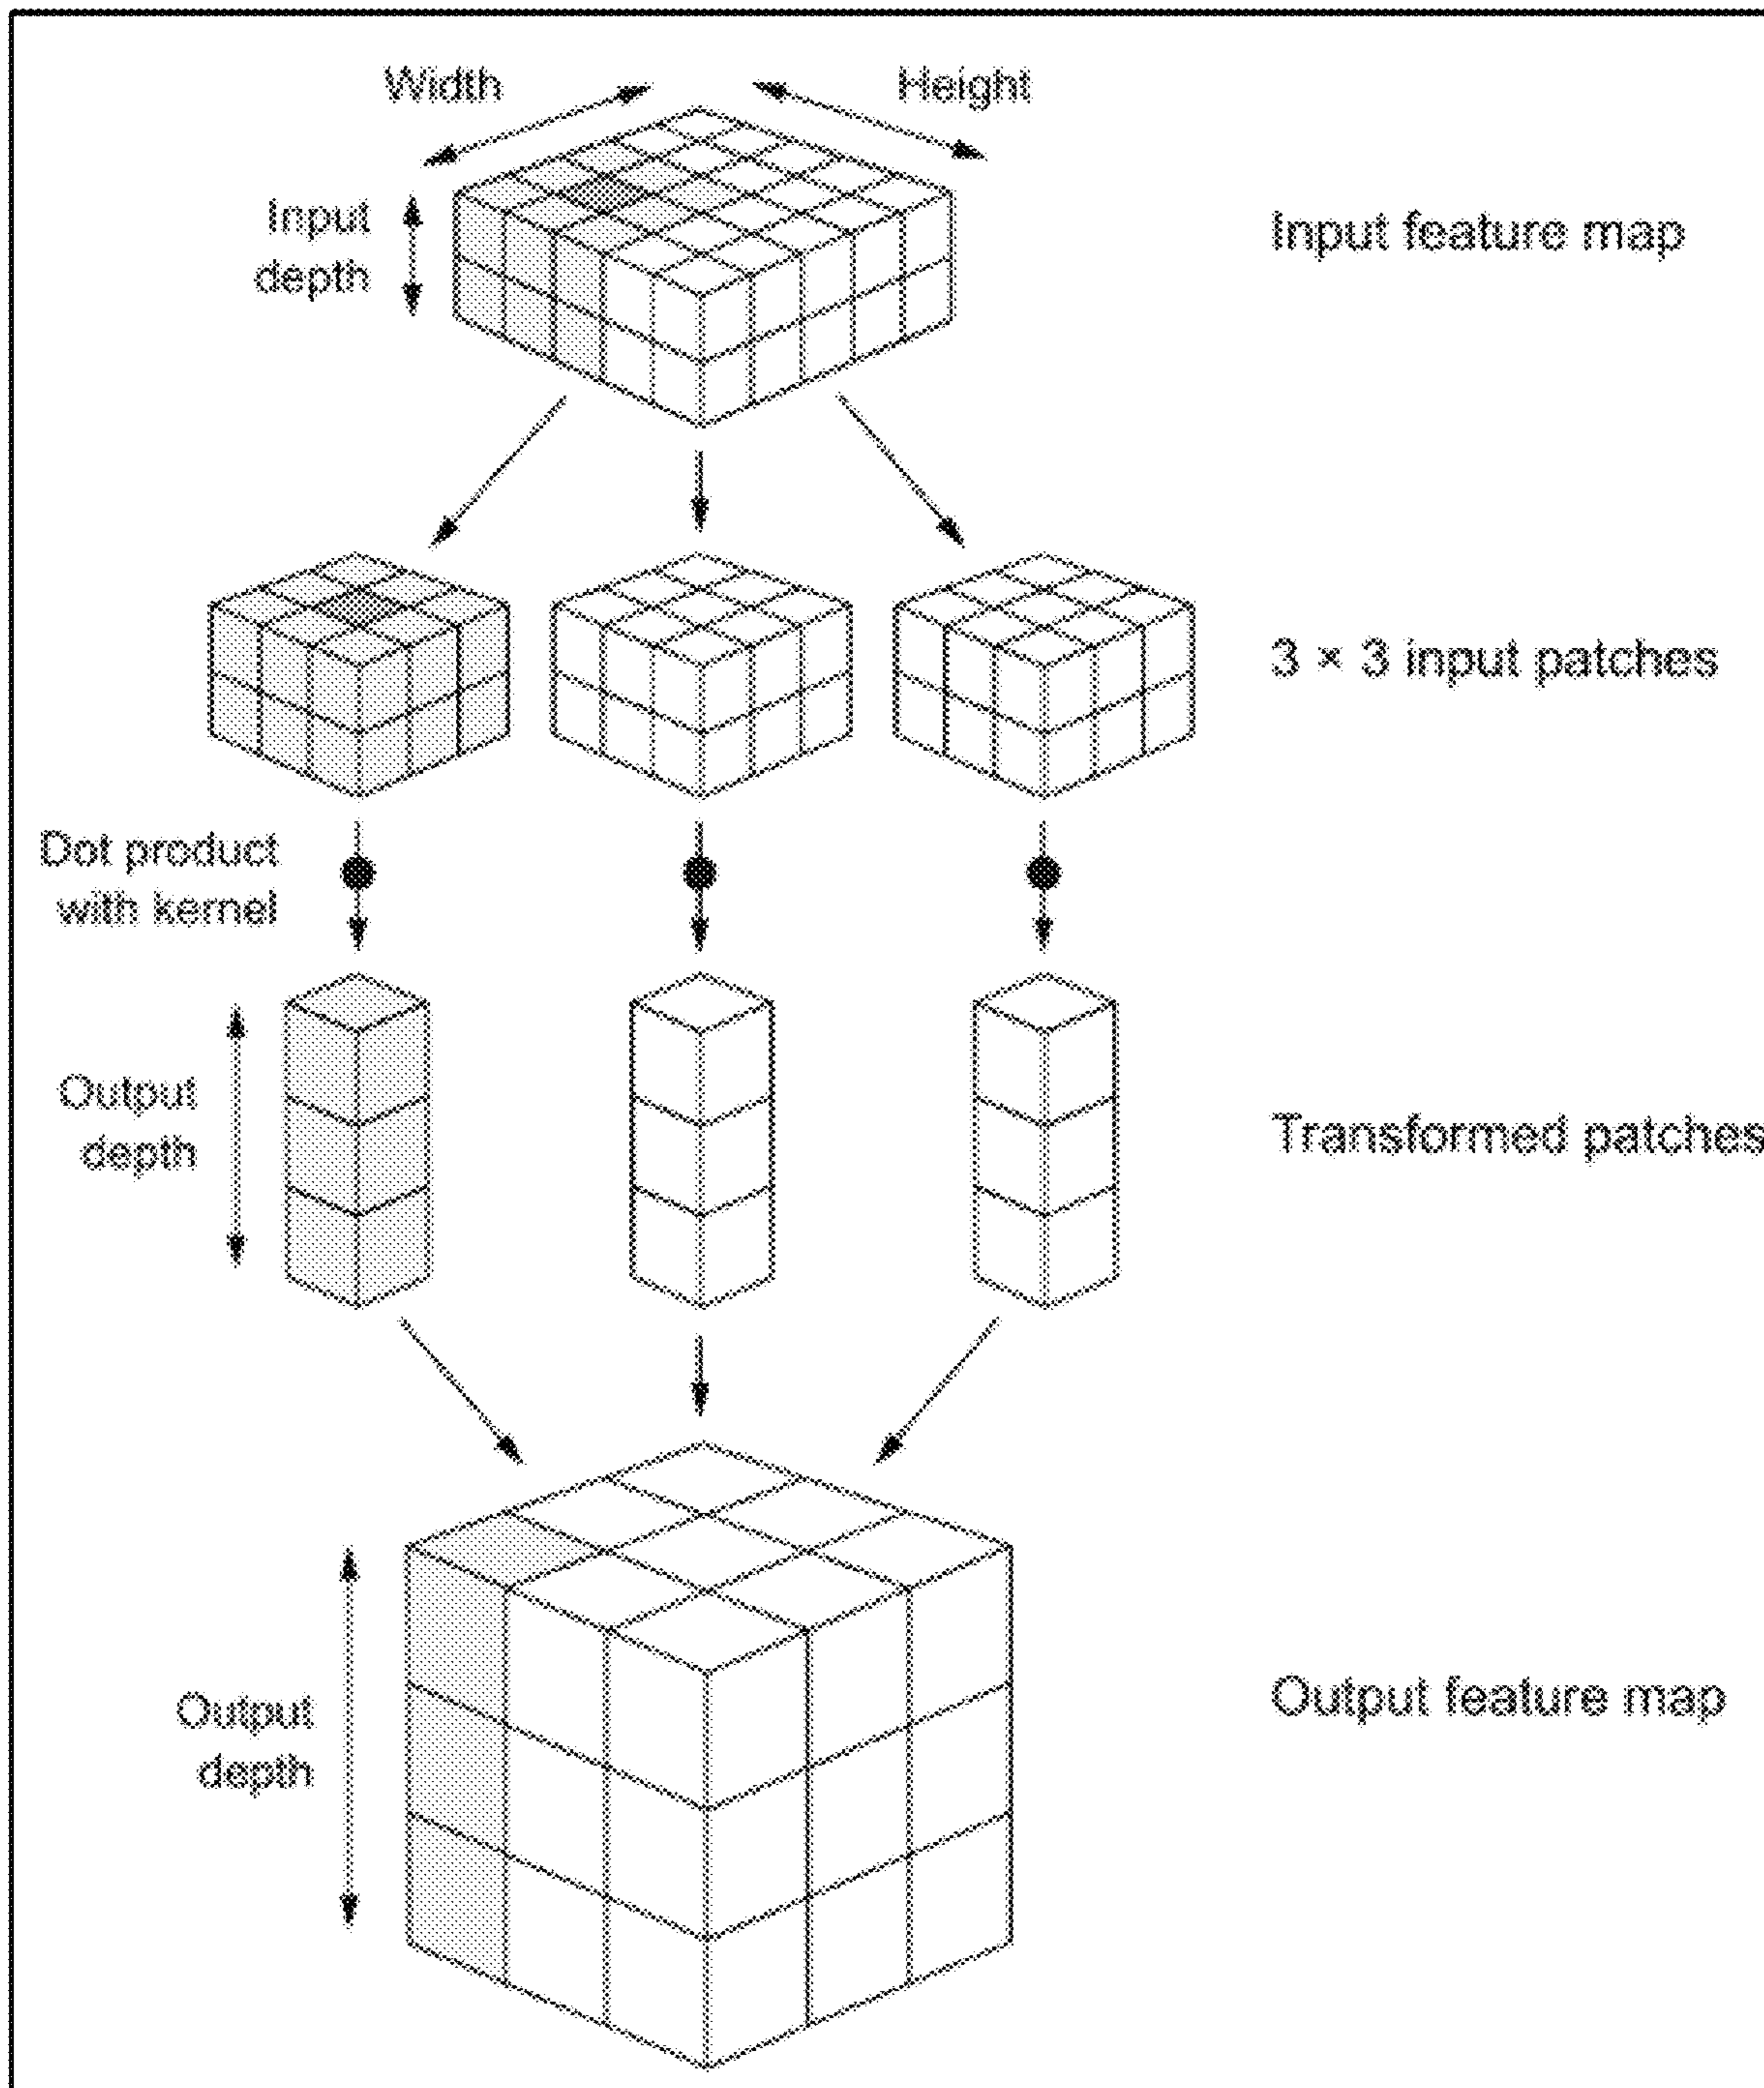 Width
Height
Input
depth
Input feature map
3 × 3 input patches
Dot product
with kernel
Output
depth
Transformed patches
Output
depth
Output feature map